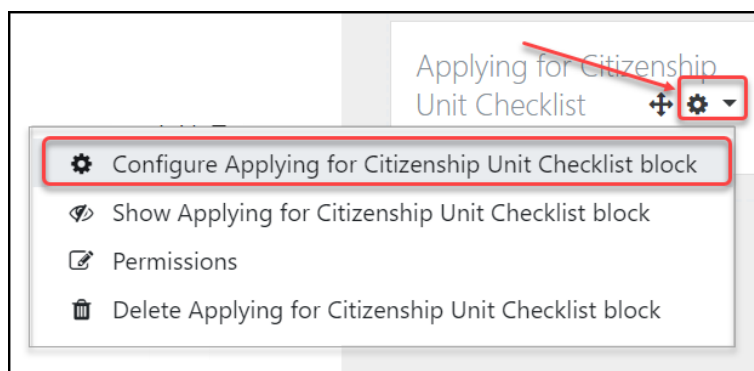 Applying for Citizenship
Unit Checklist
Configure Applying for Citizenship Unit Checklist block
Show Applying for Citizenship Unit Checklist block
Permissions
Delete Applying for Citizenship Unit Checklist block